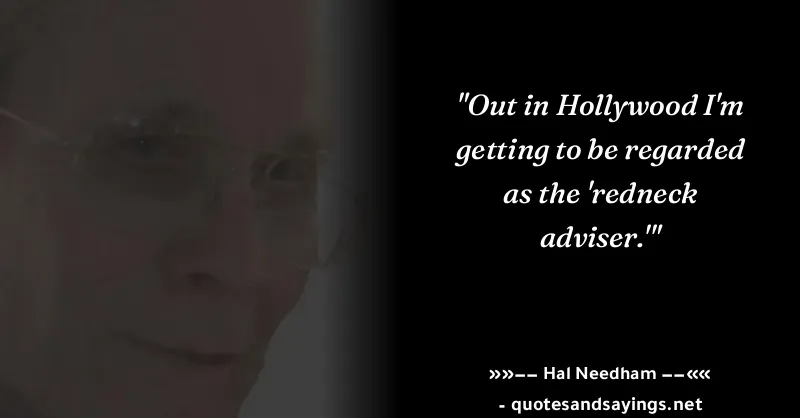 "Out in Hollywood I'm
getting to be regarded
as the 'redneck
adviser.'"
»»–– Hal Needham ––««
- quotesandsayings.net